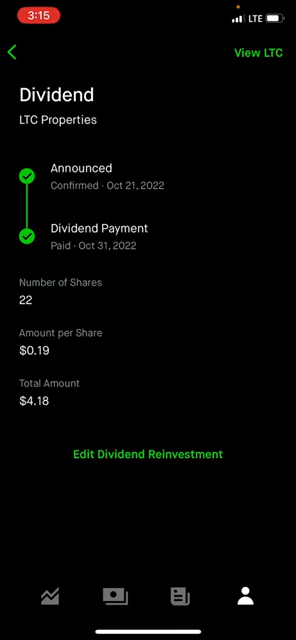 3:15
LTE
View LTC
Dividend
LTC Properties
Announced
Confirmed · Oct 21, 2022
Dividend Payment
Paid · Oct 31, 2022
Number of Shares
22
Amount per Share
$0.19
Total Amount
$4.18
Edit Dividend Reinvestment